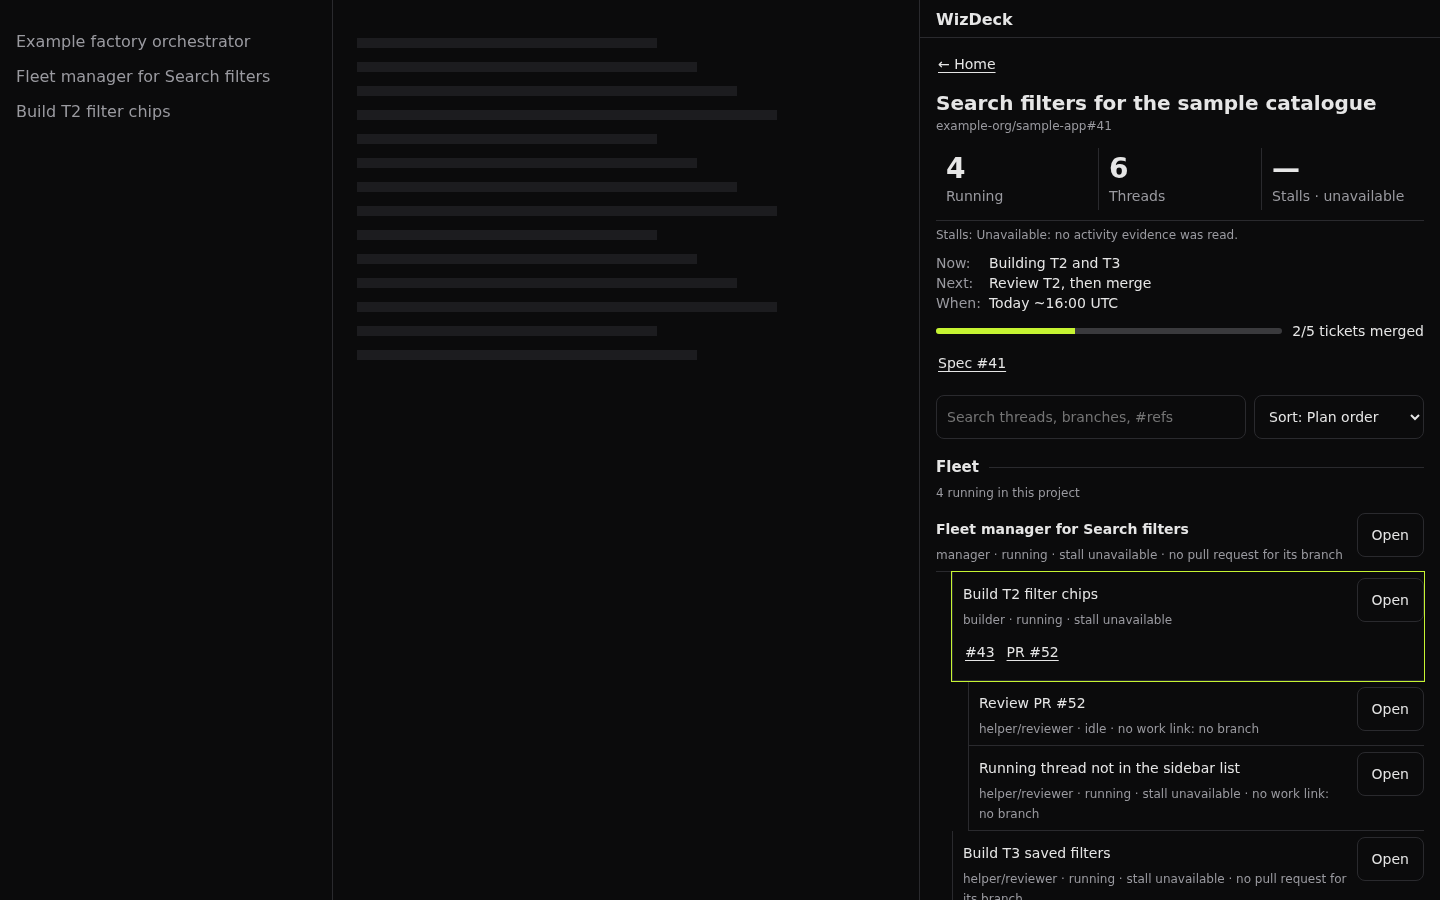 Example factory orchestrator
Fleet manager for Search filters
Build T2 filter chips
WizDeck
← Home
Search filters for the sample catalogue
example-org/sample-app#41
4
Running
6
Threads
—
Stalls · unavailable
Stalls: Unavailable: no activity evidence was read.
Now: Building T2 and T3
Next: Review T2, then merge
When: Today ~16:00 UTC
2/5 tickets merged
Spec #41
Search threads, branches, #refs
Sort: Plan order
Fleet
4 running in this project
Fleet manager for Search filters
Open
manager · running · stall unavailable · no pull request for its branch
Build T2 filter chips
Open
builder · running · stall unavailable
#43 PR #52
Review PR #52
Open
helper/reviewer · idle · no work link: no branch
Running thread not in the sidebar list
Open
helper/reviewer · running · stall unavailable · no work link:
no branch
Build T3 saved filters
Open
helper/reviewer · running · stall unavailable · no pull request for
its branch